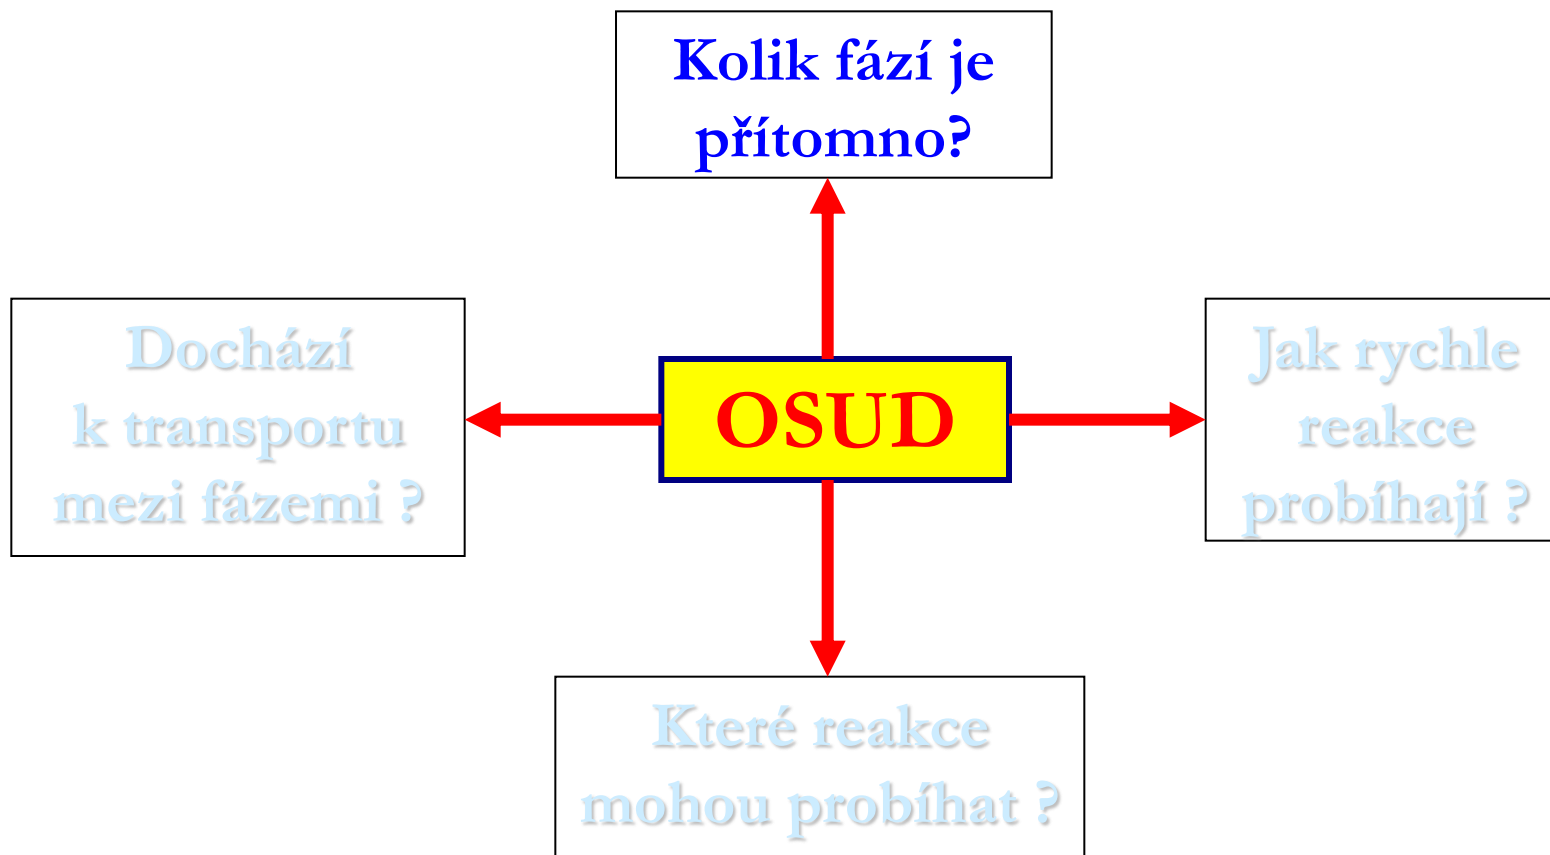 Kolik fází je
přítomno?
Dochází
k transportu
mezi fázemi ?
OSUD
Jak rychle
reakce
probíhají ?
Které reakce
mohou probíhat ?